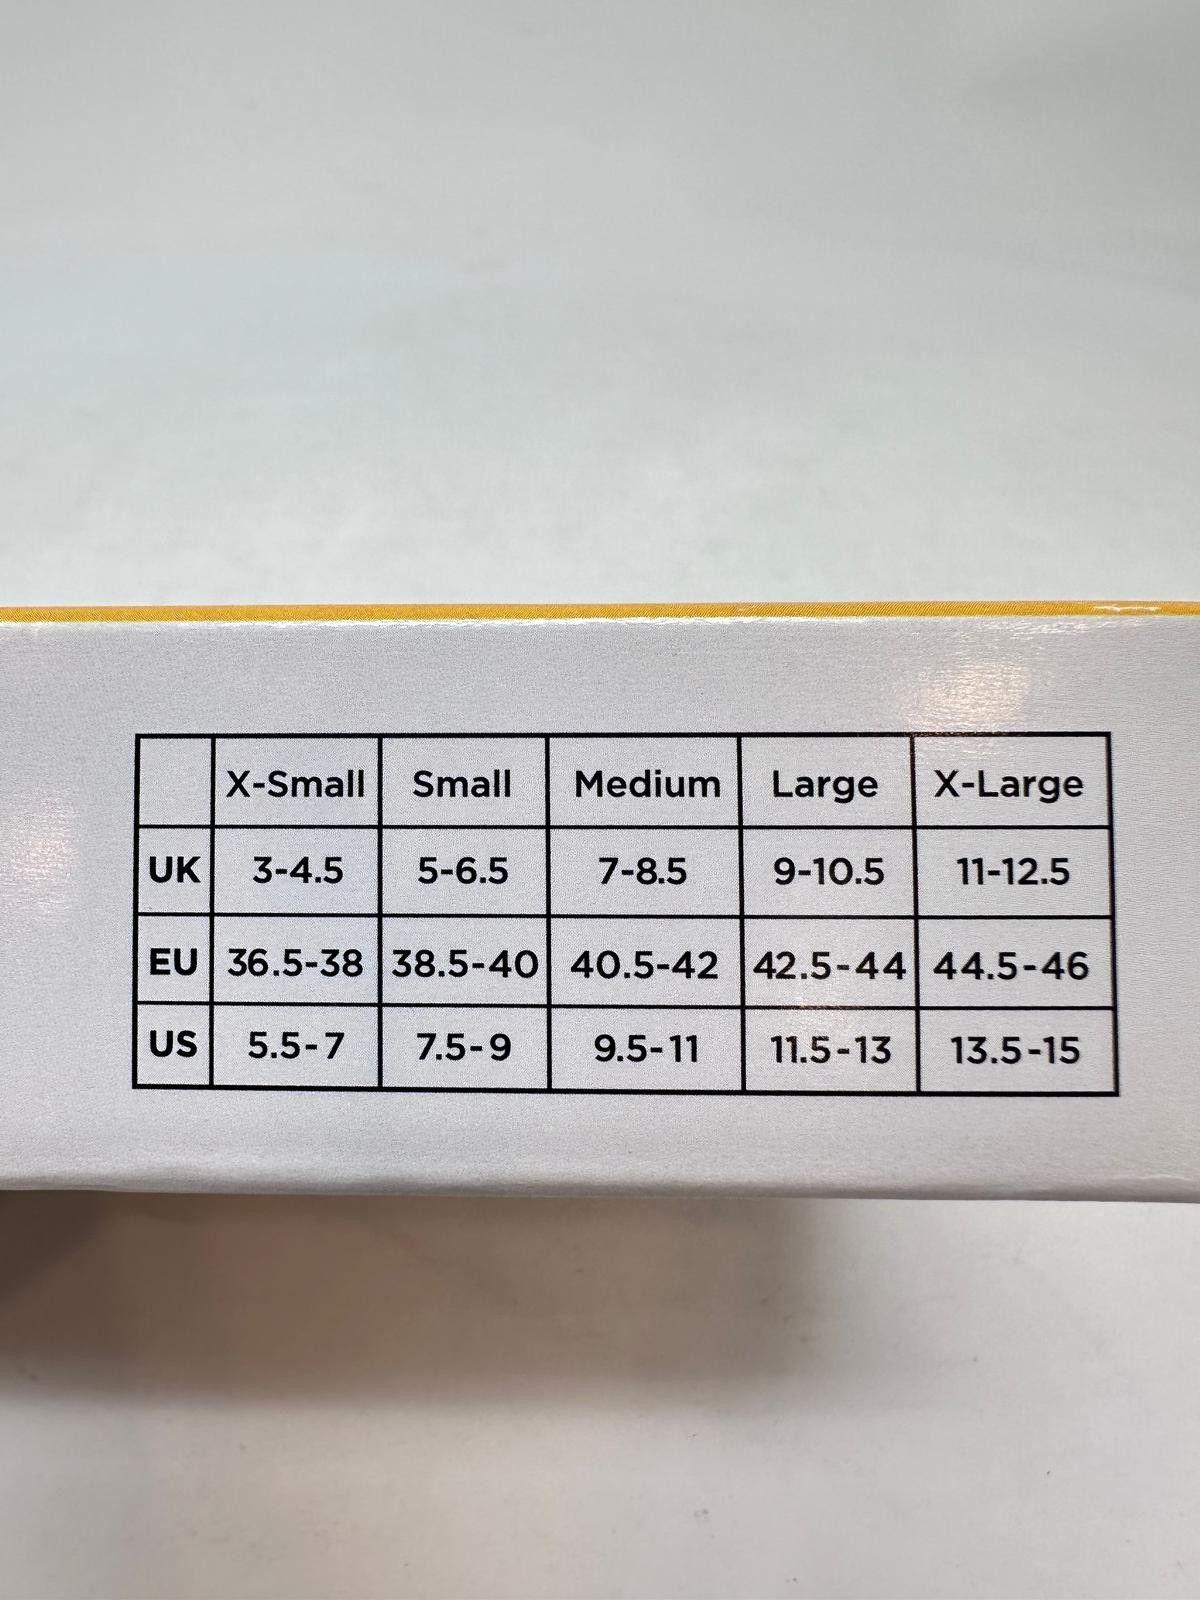 X-Small Small Medium Large X-Large
UK 3-4.5 5-6.5 7-8.5 9-10.5 11-12.5
EU 36.5-38 38.5-40 40.5-42 42.5-44 44.5-46
US 5.5-7 7.5-9 9.5-11 11.5-13 13.5-15